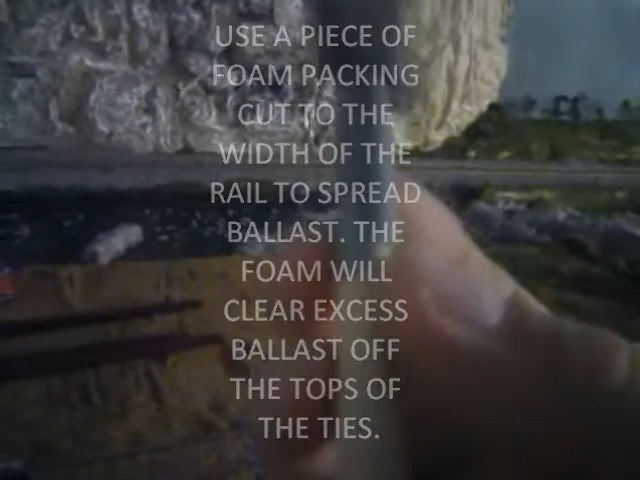 USE A PIECE OF
FOAM PACKING
CUT TO THE
WIDTH OF THE
RAIL TO SPREAD
BALLAST. THE
FOAM WILL
CLEAR EXCESS
BALLAST OFF
THE TOPS OF
THE TIES.